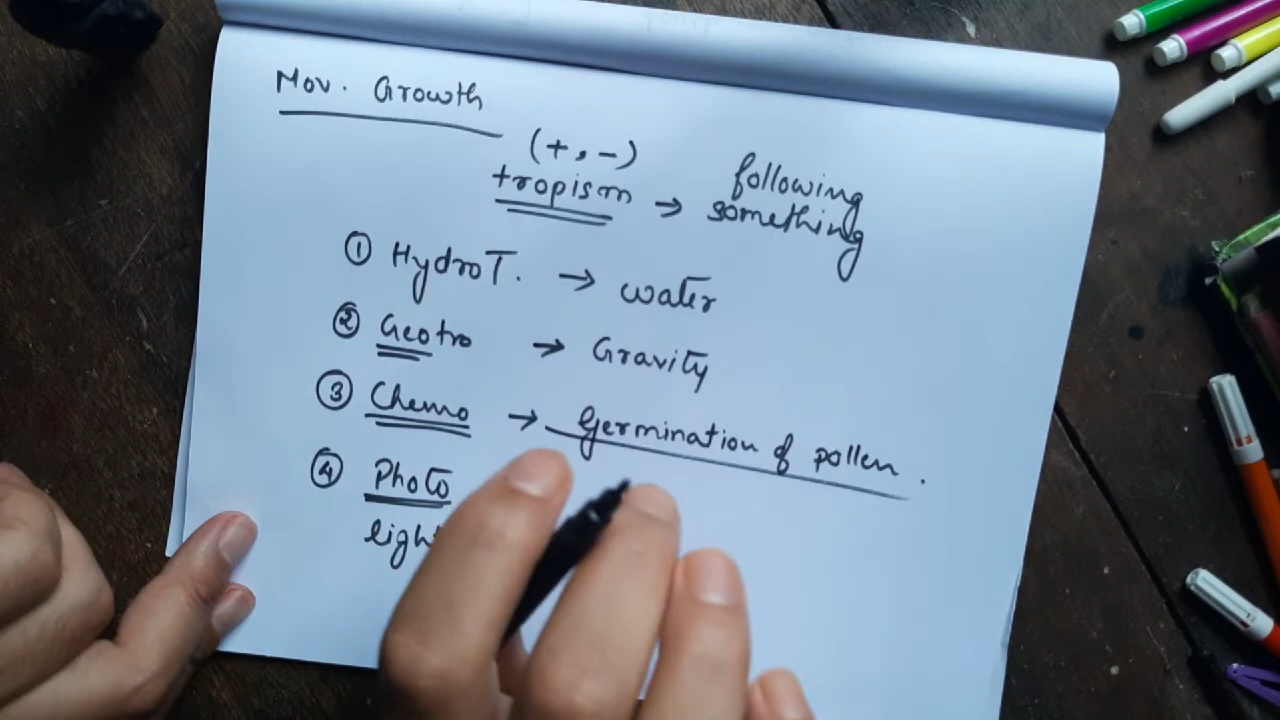 Mov. Growth
(+, -)
tropism → following something
① HydroT. → water
② Geotro → Gravity
③ Chemo → Germination of pollen.
④ Photo